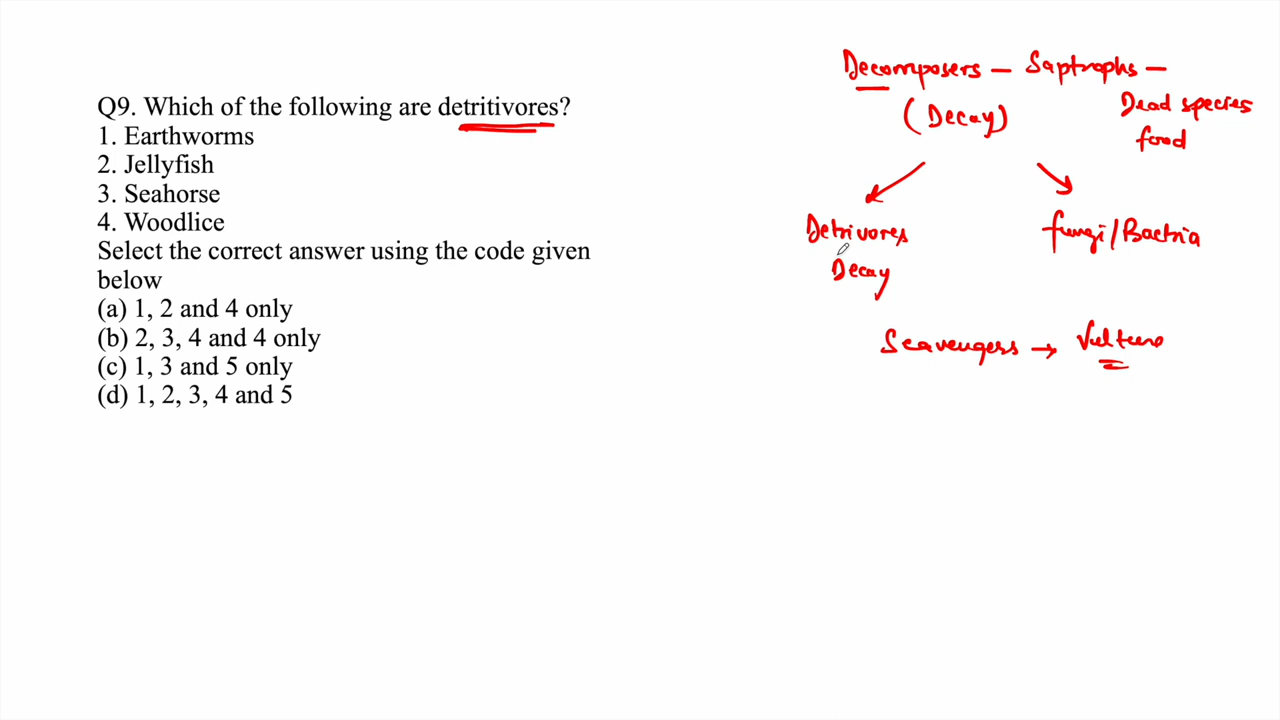 Q9. Which of the following are detritivores?
1. Earthworms
2. Jellyfish
3. Seahorse
4. Woodlice
Select the correct answer using the code given
below
(a) 1, 2 and 4 only
(b) 2, 3, 4 and 4 only
(c) 1, 3 and 5 only
(d) 1, 2, 3, 4 and 5
Decomposers - Saptrophs -
(Decay)
Dead species
food
Detrivores
Decay
fungi/Bactria
Scavengers → Vulture